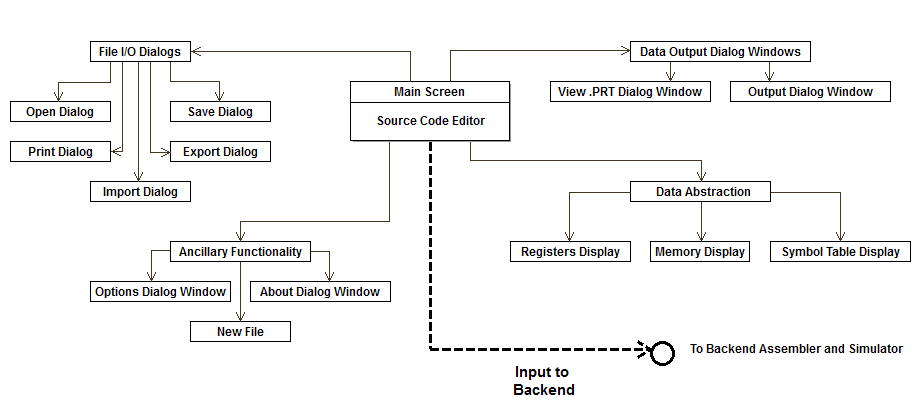 File I/O Dialogs
Data Output Dialog Windows
Main Screen
Source Code Editor
View .PRT Dialog Window
Output Dialog Window
Open Dialog
Save Dialog
Print Dialog
Export Dialog
Import Dialog
Data Abstraction
Ancillary Functionality
Registers Display
Memory Display
Symbol Table Display
Options Dialog Window
About Dialog Window
New File
To Backend Assembler and Simulator
Input to
Backend